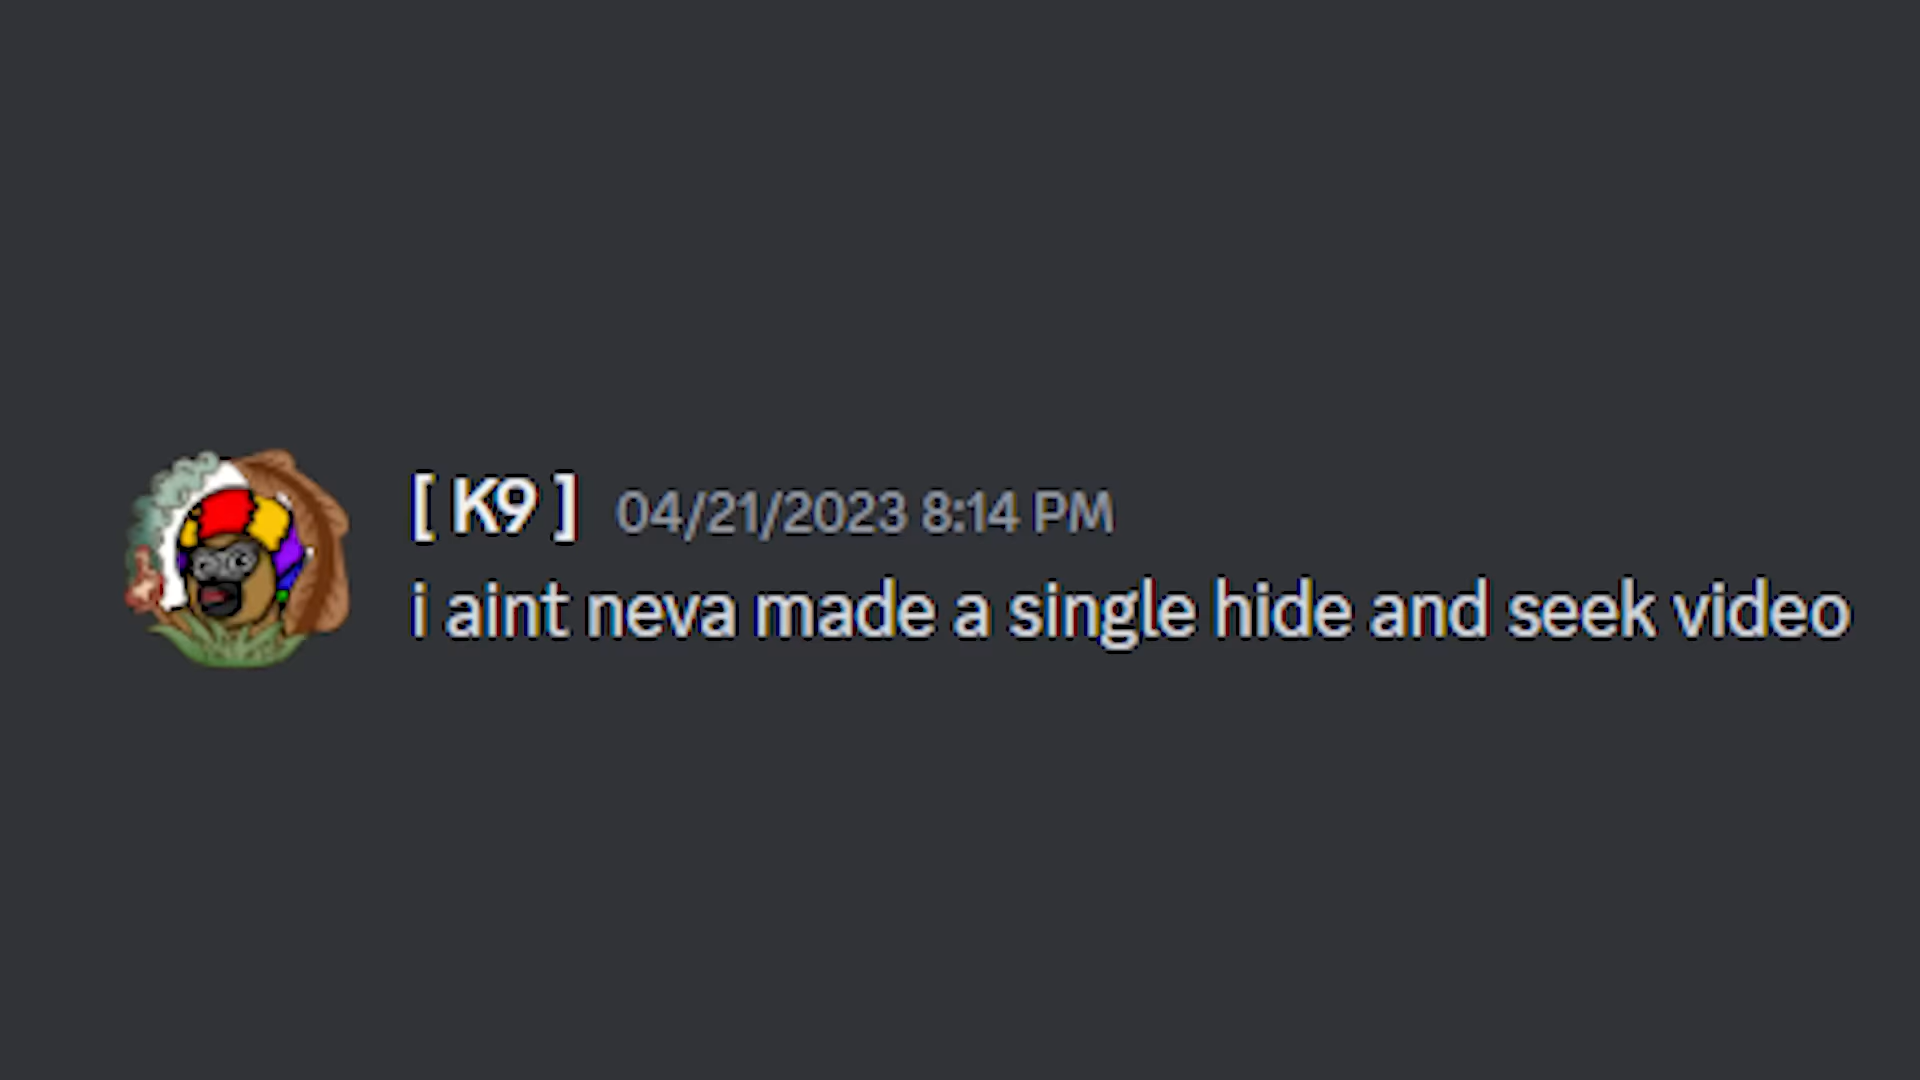 [ K9 ] 04/21/2023 8:14 PM
i aint neva made a single hide and seek video